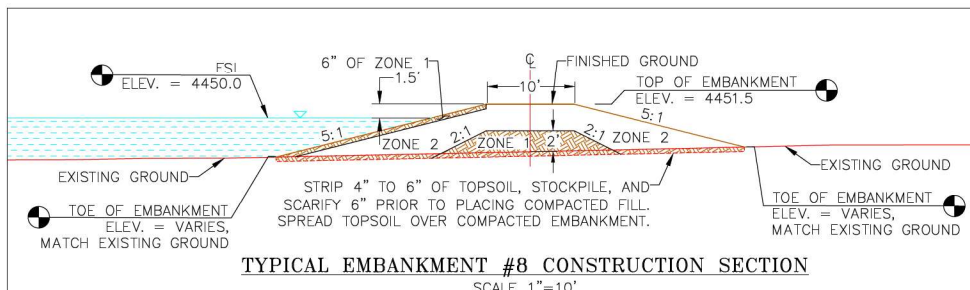 FSL
ELEV. = 4450.0
6" OF ZONE 1
1.5'
℄
10'
FINISHED GROUND
TOP OF EMBANKMENT
ELEV. = 4451.5
5:1
ZONE 2
2:1
ZONE 1
2'
2:1
ZONE 2
5:1
EXISTING GROUND
EXISTING GROUND
STRIP 4" TO 6" OF TOPSOIL, STOCKPILE, AND
SCARIFY 6" PRIOR TO PLACING COMPACTED FILL.
SPREAD TOPSOIL OVER COMPACTED EMBANKMENT.
TOE OF EMBANKMENT
ELEV. = VARIES,
MATCH EXISTING GROUND
TOE OF EMBANKMENT
ELEV. = VARIES,
MATCH EXISTING GROUND
TYPICAL EMBANKMENT #8 CONSTRUCTION SECTION
SCALE 1"=10'